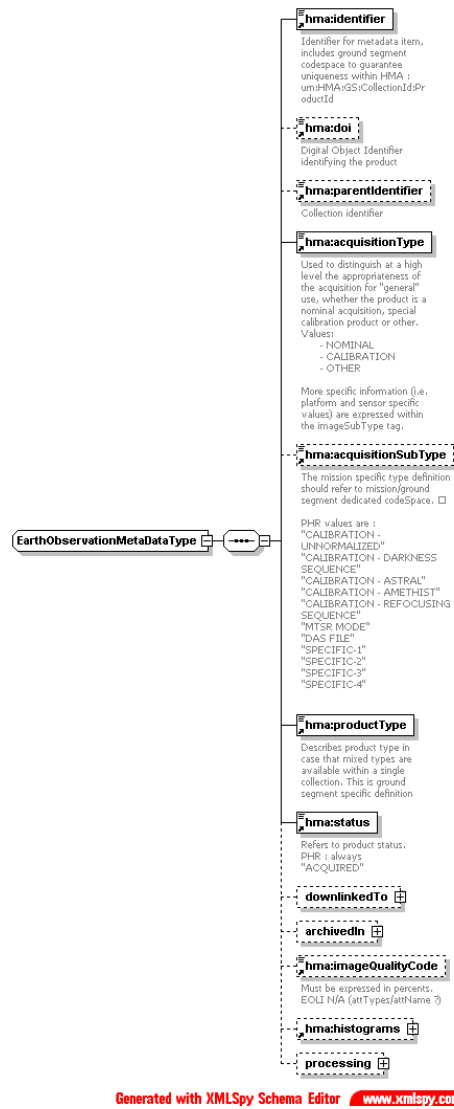 hma:identifier
Identifier for metadata item,
includes ground segment
codespace to guarantee
uniqueness within HMA :
urn:HMA:GS:CollectionId:Pr
oductId
hma:doi
Digital Object Identifier
identifying the product
hma:parentIdentifier
Collection identifier
hma:acquisitionType
Used to distinguish at a high
level the appropriateness of
the acquisition for "general"
use, whether the product is a
nominal acquisition, special
calibration product or other.
Values:
- NOMINAL
- CALIBRATION
- OTHER
More specific information (i.e.
platform and sensor specific
values) are expressed within
the imageSubType tag.
hma:acquisitionSubType
The mission specific type definition
should refer to mission/ground
segment dedicated codeSpace. □
EarthObservationMetaDataType
PHR values are :
"CALIBRATION -
UNNORMALIZED"
"CALIBRATION - DARKNESS
SEQUENCE"
"CALIBRATION - ASTRAL"
"CALIBRATION - AMETHIST"
"CALIBRATION - REFOCUSING
SEQUENCE"
"MTSR MODE"
"DAS FILE"
"SPECIFIC-1"
"SPECIFIC-2"
"SPECIFIC-3"
"SPECIFIC-4"
hma:productType
Describes product type in
case that mixed types are
available within a single
collection. This is ground
segment specific definition
hma:status
Refers to product status.
PHR : always
"ACQUIRED"
downlinkedTo
archivedIn
hma:imageQualityCode
Must be expressed in percents.
EOLI N/A (attTypes/attName ?)
hma:histograms
processing
Generated with XMLSpy Schema Editor www.xmlspy.com